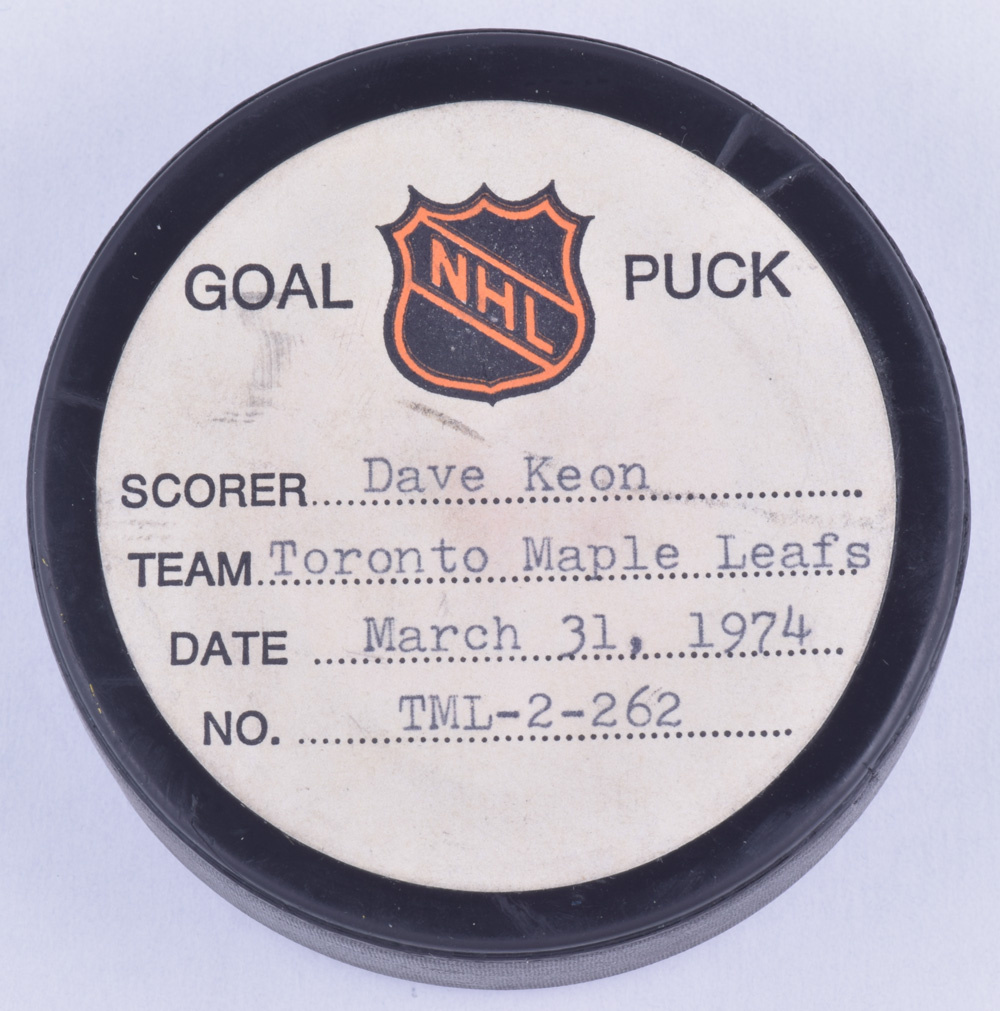 GOAL NHL PUCK
SCORER Dave Keon
TEAM Toronto Maple Leafs
DATE March 31, 1974
NO. TML-2-262